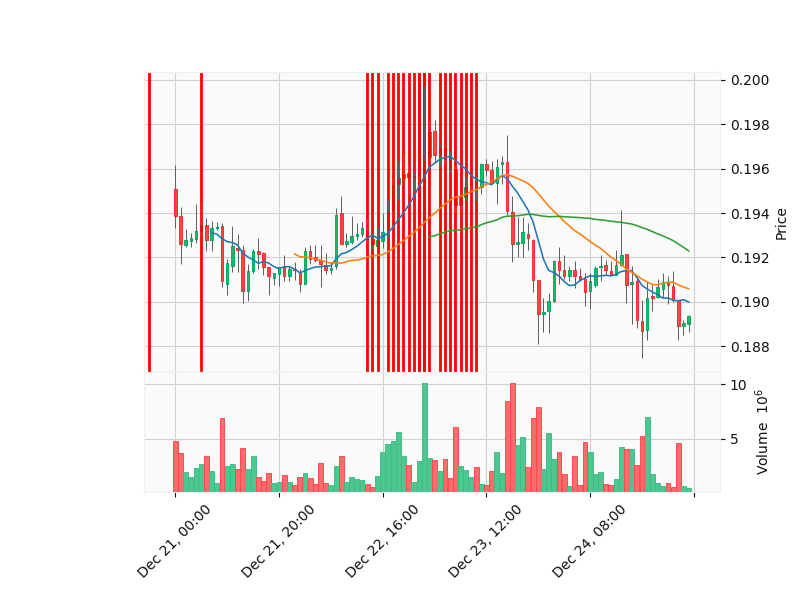 0.200
0.198
0.196
0.194
0.192
0.190
0.188
Price
10
5
Volume 10⁶
Dec 21, 00:00
Dec 21, 20:00
Dec 22, 16:00
Dec 23, 12:00
Dec 24, 08:00